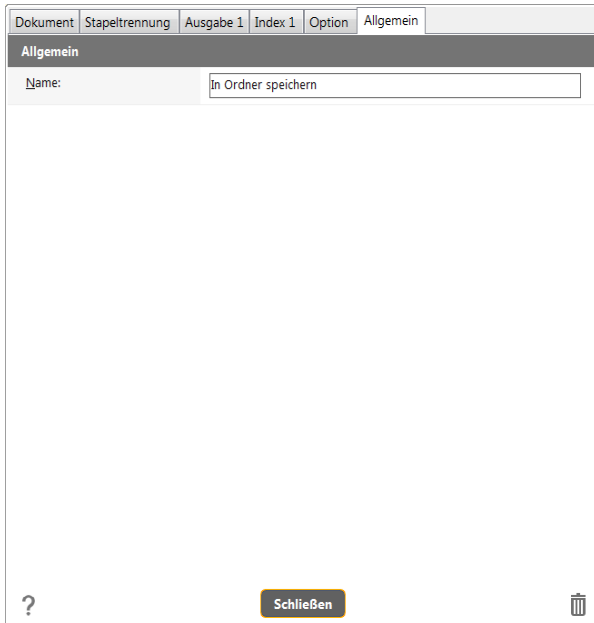 Dokument Stapeltrennung Ausgabe 1 Index 1 Option Allgemein
Allgemein
Name: In Ordner speichern
? Schließen